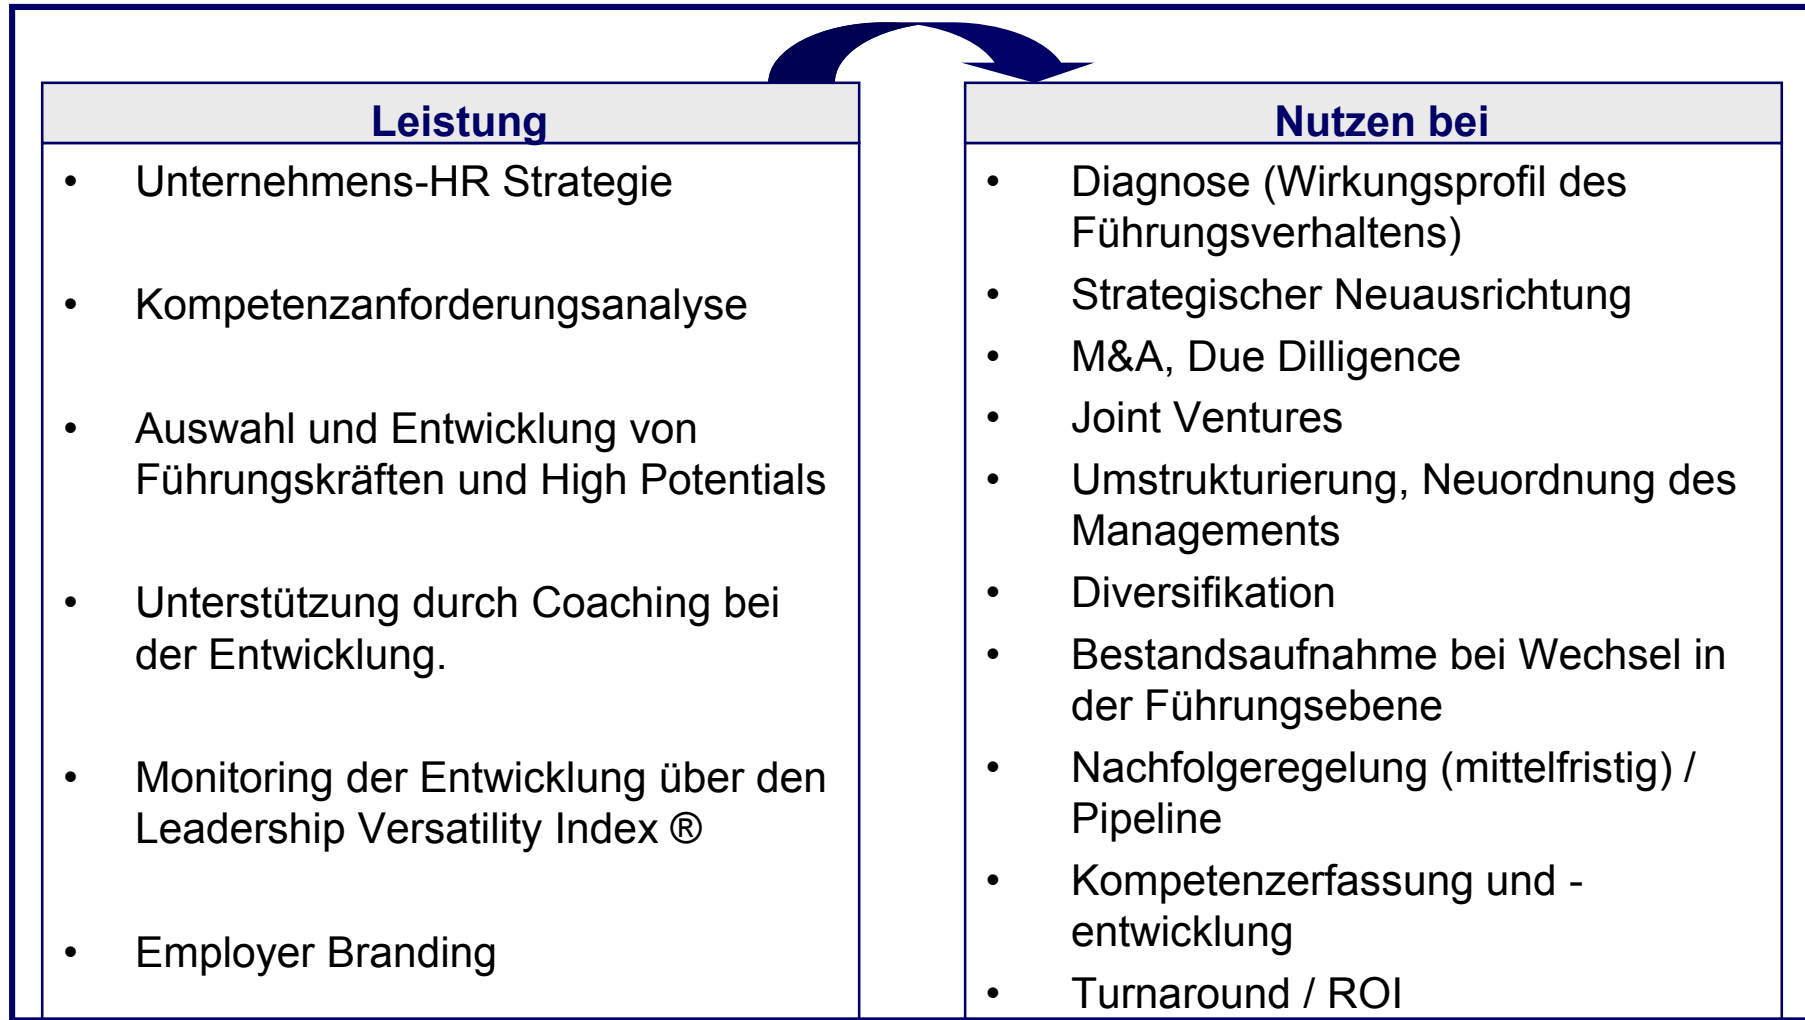 Leistung
• Unternehmens-HR Strategie
• Kompetenzanforderungsanalyse
• Auswahl und Entwicklung von
Führungskräften und High Potentials
• Unterstützung durch Coaching bei
der Entwicklung.
• Monitoring der Entwicklung über den
Leadership Versatility Index ®
• Employer Branding
Nutzen bei
• Diagnose (Wirkungsprofil des
Führungsverhaltens)
• Strategischer Neuausrichtung
• M&A, Due Dilligence
• Joint Ventures
• Umstrukturierung, Neuordnung des
Managements
• Diversifikation
• Bestandsaufnahme bei Wechsel in
der Führungsebene
• Nachfolgeregelung (mittelfristig) /
Pipeline
• Kompetenzerfassung und -
entwicklung
• Turnaround / ROI